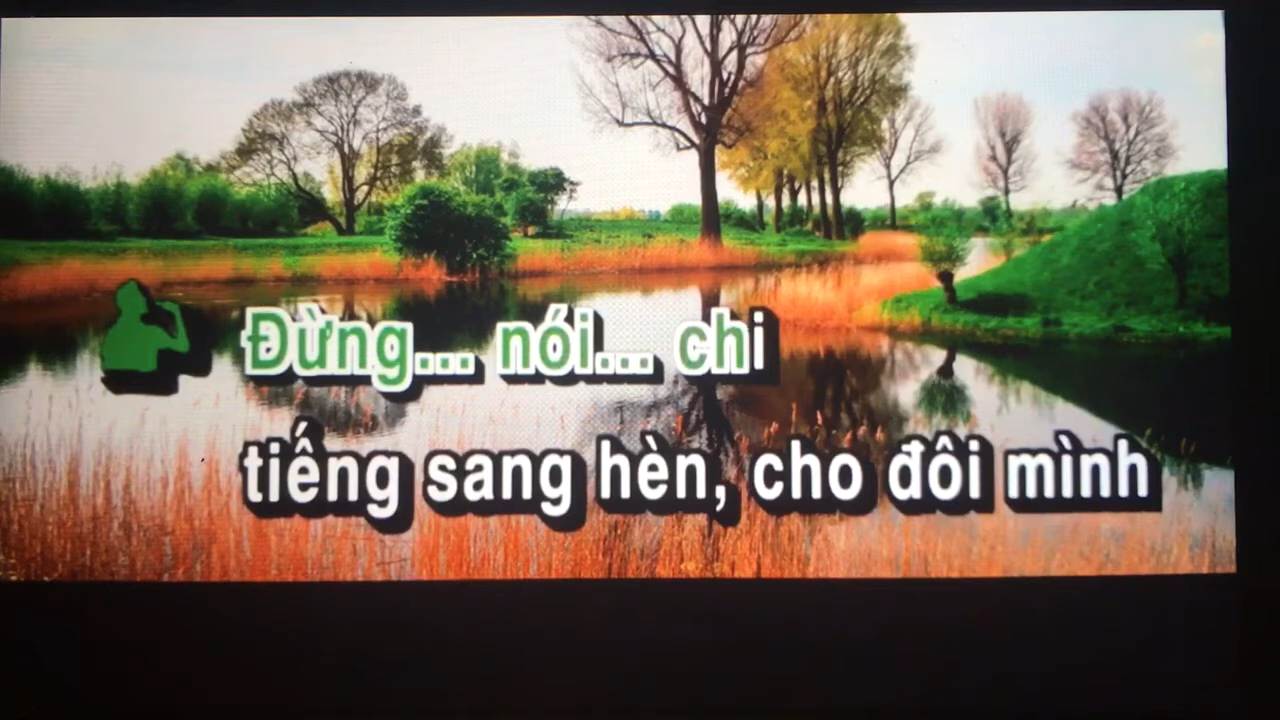 Đừng... nói... chi
tiếng sang hèn, cho đôi mình